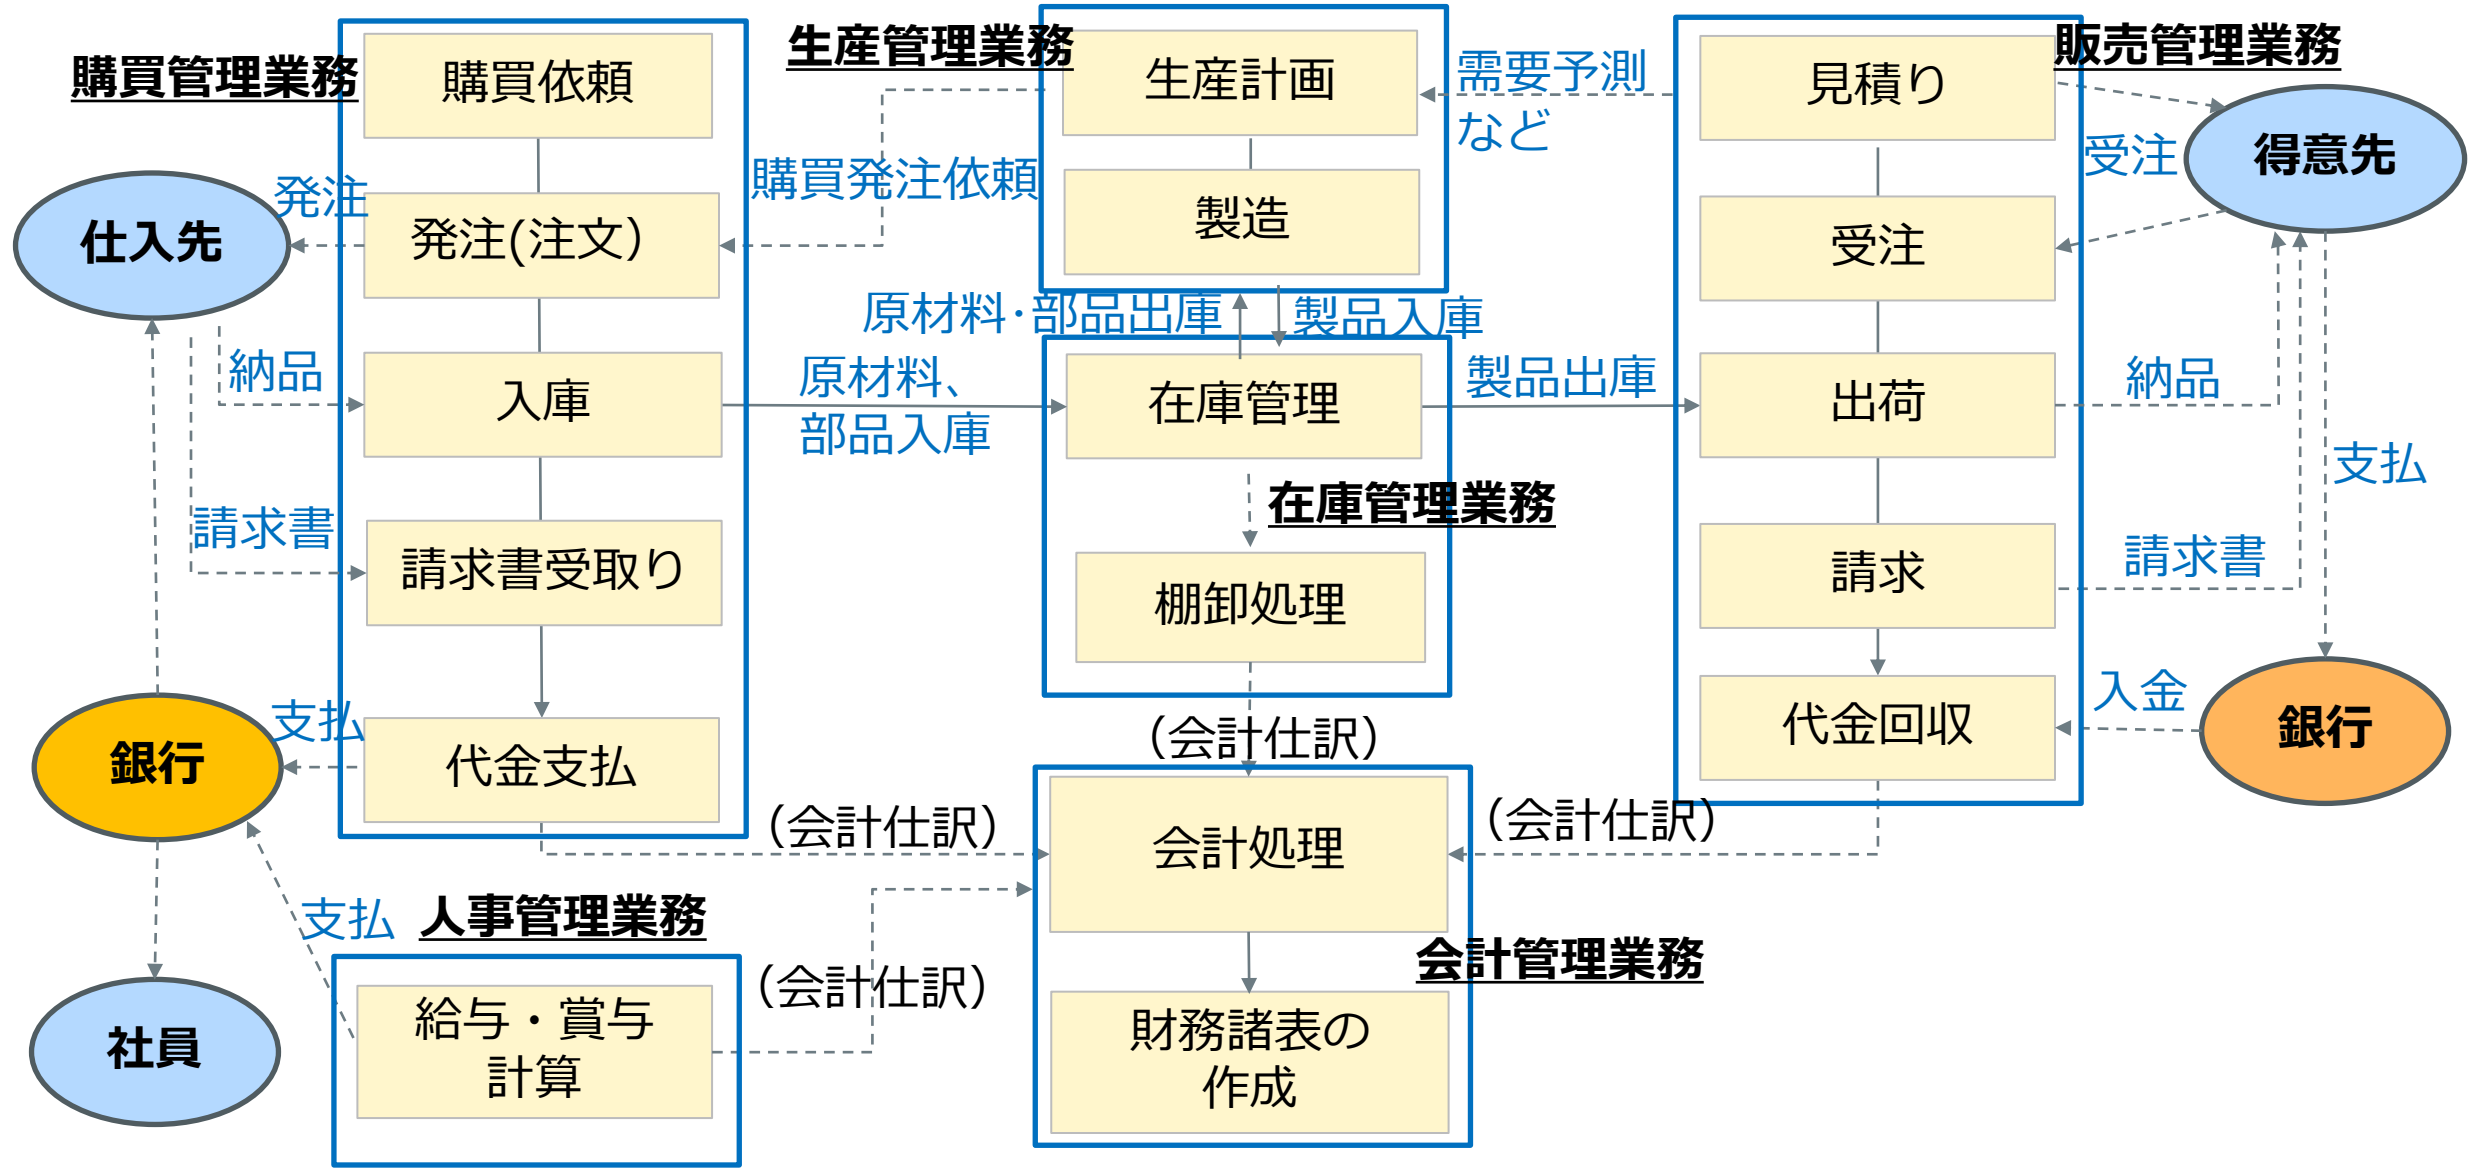 購買管理業務
購買依頼
発注(注文）
入庫
請求書受取り
代金支払
仕入先
発注
納品
請求書
銀行
支払
社員
支払
人事管理業務
給与・賞与
計算
生産管理業務
生産計画
製造
購買発注依頼
需要予測
など
原材料･部品出庫
製品入庫
原材料、
部品入庫
在庫管理
製品出庫
在庫管理業務
棚卸処理
（会計仕訳）
（会計仕訳）
（会計仕訳）
（会計仕訳）
会計処理
会計管理業務
財務諸表の
作成
販売管理業務
見積り
受注
出荷
請求
代金回収
得意先
受注
納品
支払
請求書
入金
銀行